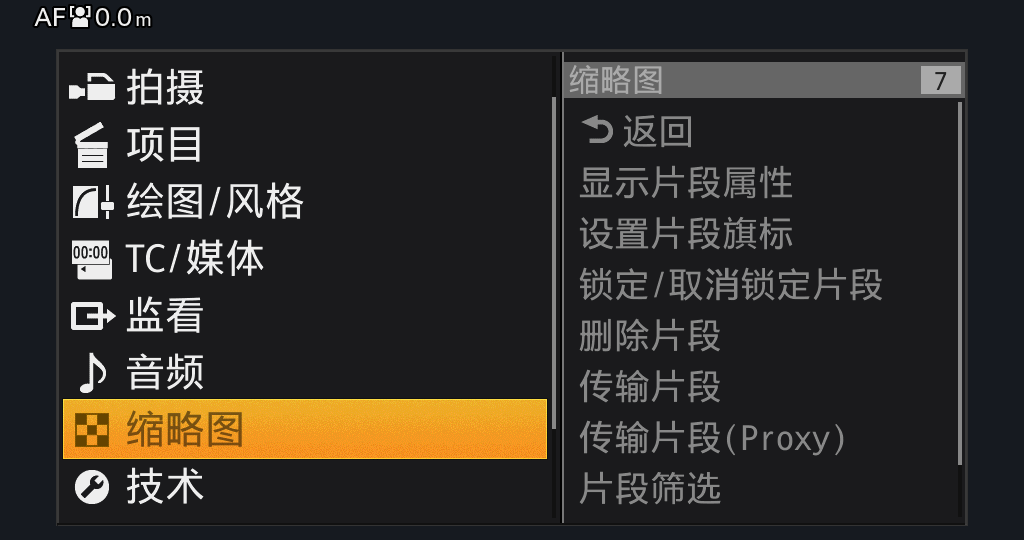 AF 0.0m
拍摄
项目
绘图/风格
00:00
TC/媒体
监看
音频
缩略图
技术
缩略图 7
返回
显示片段属性
设置片段旗标
锁定/取消锁定片段
删除片段
传输片段
传输片段(Proxy)
片段筛选